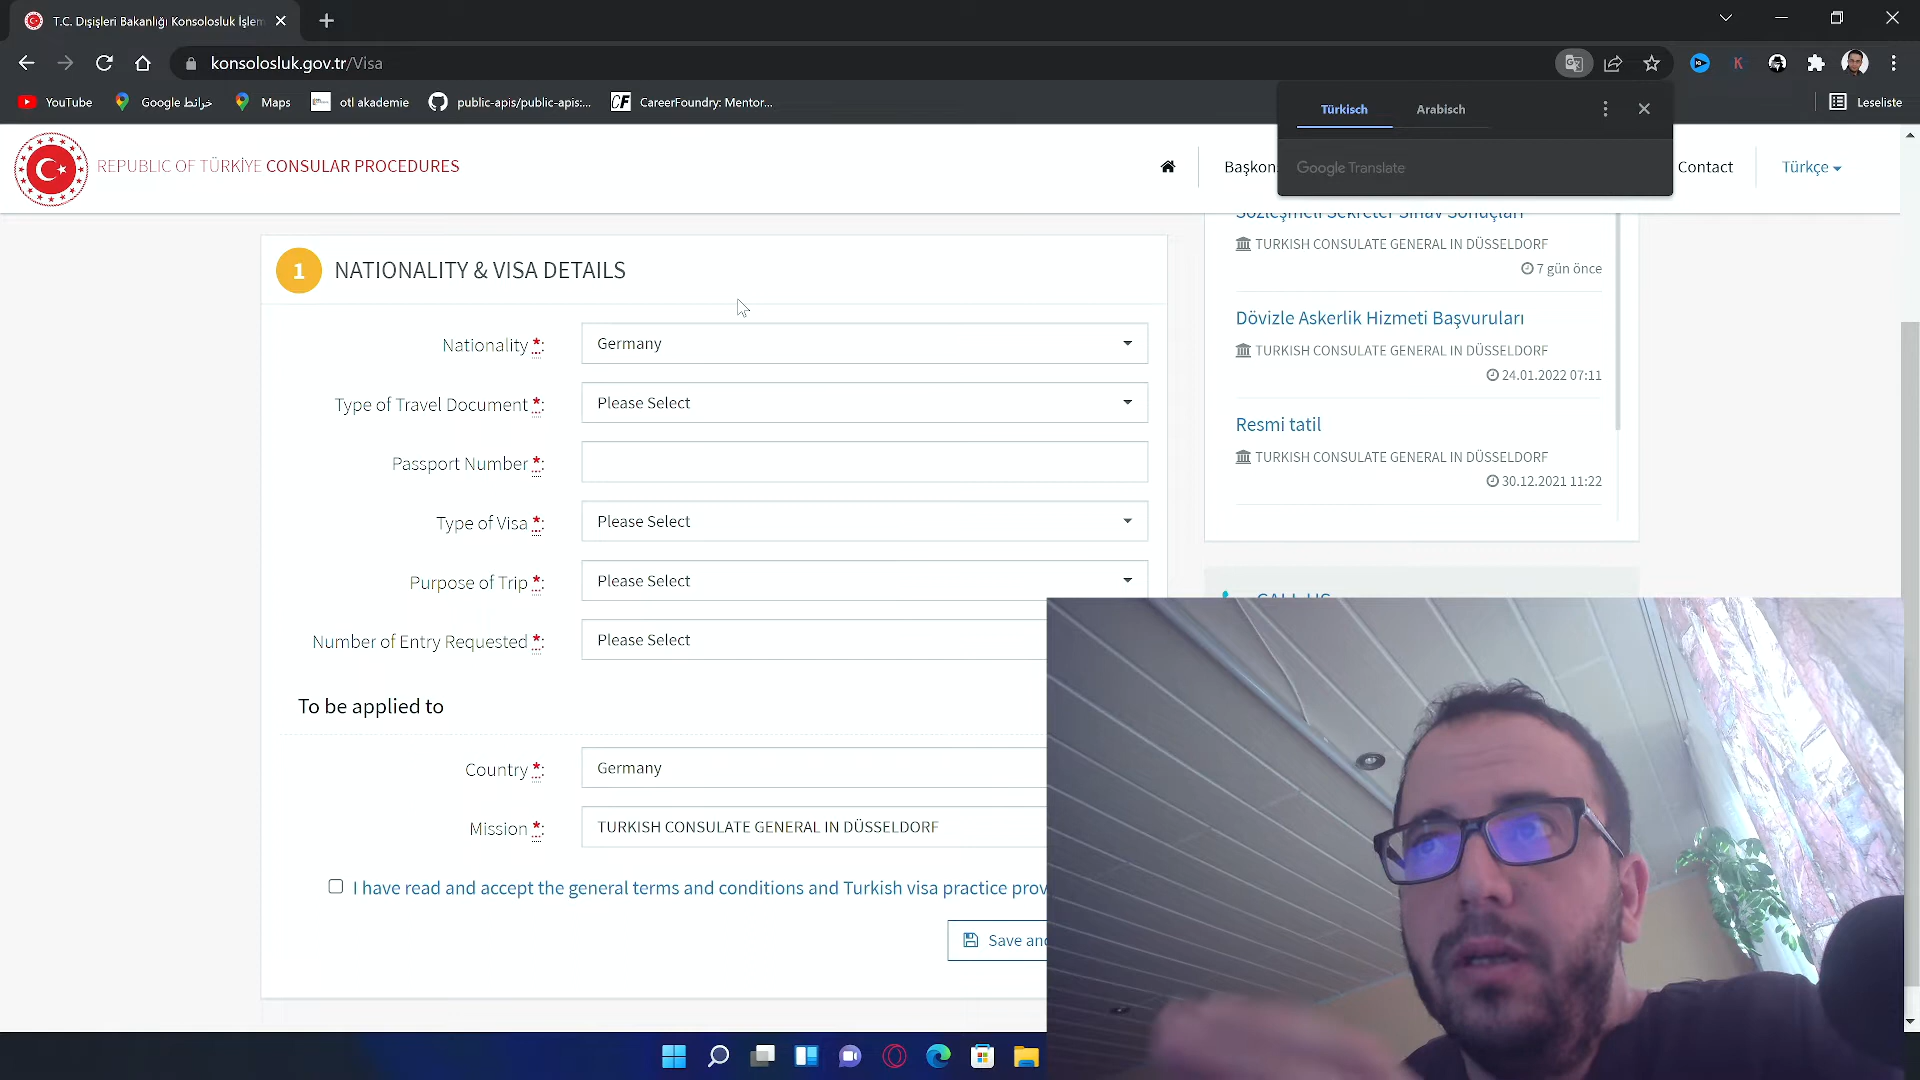 T.C. Dışişleri Bakanlığı Konsolosluk İşlem
konsolosluk.gov.tr/Visa
YouTube
خرائط Google
Maps
otl akademie
public-apis/public-apis:...
CareerFoundry: Mentor...
Leseliste
Türkisch
Arabisch
Google Translate
REPUBLIC OF TÜRKİYE CONSULAR PROCEDURES
Başkon
Contact
Türkçe
1
NATIONALITY & VISA DETAILS
Nationality *:
Germany
Type of Travel Document *:
Please Select
Passport Number *:
Type of Visa *:
Please Select
Purpose of Trip *:
Please Select
Number of Entry Requested *:
Please Select
To be applied to
Country *:
Germany
Mission *:
TURKISH CONSULATE GENERAL IN DÜSSELDORF
I have read and accept the general terms and conditions and Turkish visa practice prov
Save and
Sözleşmeli Sekreter Sınav Sonuçları
TURKISH CONSULATE GENERAL IN DÜSSELDORF
7 gün önce
Dövizle Askerlik Hizmeti Başvuruları
TURKISH CONSULATE GENERAL IN DÜSSELDORF
24.01.2022 07:11
Resmi tatil
TURKISH CONSULATE GENERAL IN DÜSSELDORF
30.12.2021 11:22
CALL US